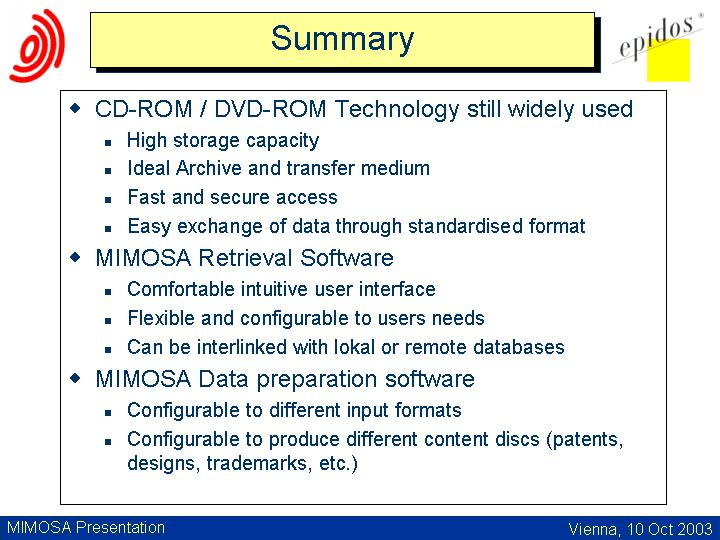 Summary
epidos®
◆ CD-ROM / DVD-ROM Technology still widely used
■ High storage capacity
■ Ideal Archive and transfer medium
■ Fast and secure access
■ Easy exchange of data through standardised format
◆ MIMOSA Retrieval Software
■ Comfortable intuitive user interface
■ Flexible and configurable to users needs
■ Can be interlinked with lokal or remote databases
◆ MIMOSA Data preparation software
■ Configurable to different input formats
■ Configurable to produce different content discs (patents,
designs, trademarks, etc.)
MIMOSA Presentation
Vienna, 10 Oct 2003